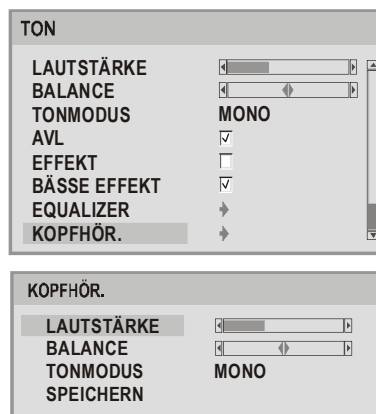 TON
LAUTSTÄRKE
BALANCE
TONMODUS MONO
AVL
EFFEKT
BÄSSE EFFEKT
EQUALIZER
KOPFHÖR.
KOPFHÖR.
LAUTSTÄRKE
BALANCE
TONMODUS MONO
SPEICHERN